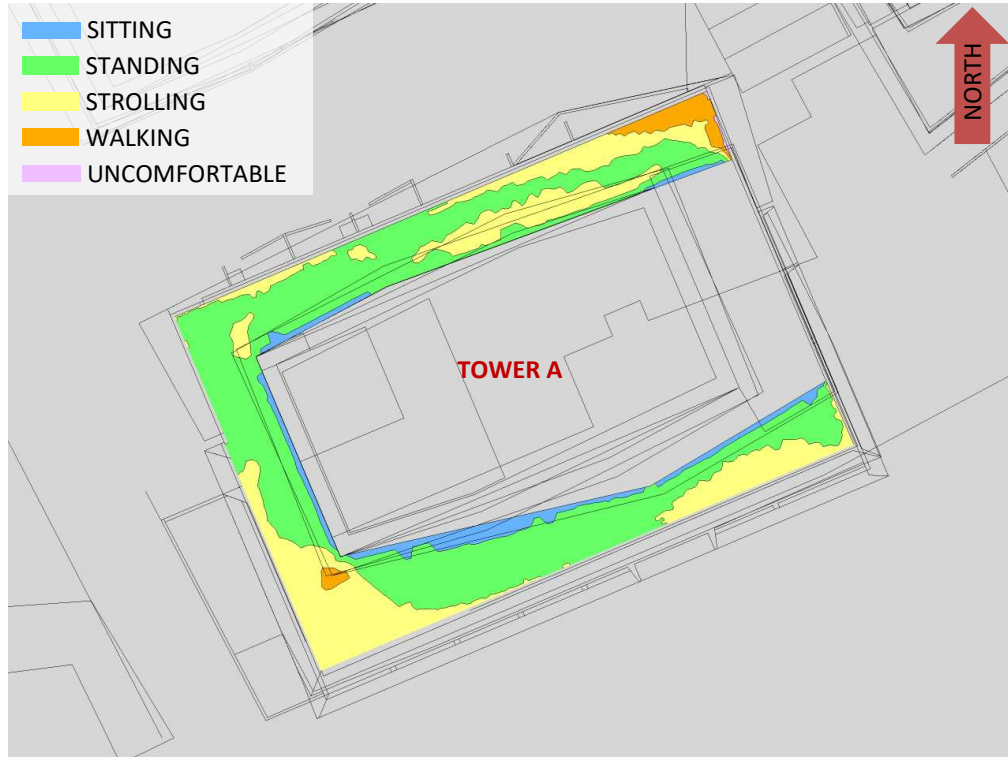 SITTING
STANDING
STROLLING
WALKING
UNCOMFORTABLE
NORTH
TOWER A